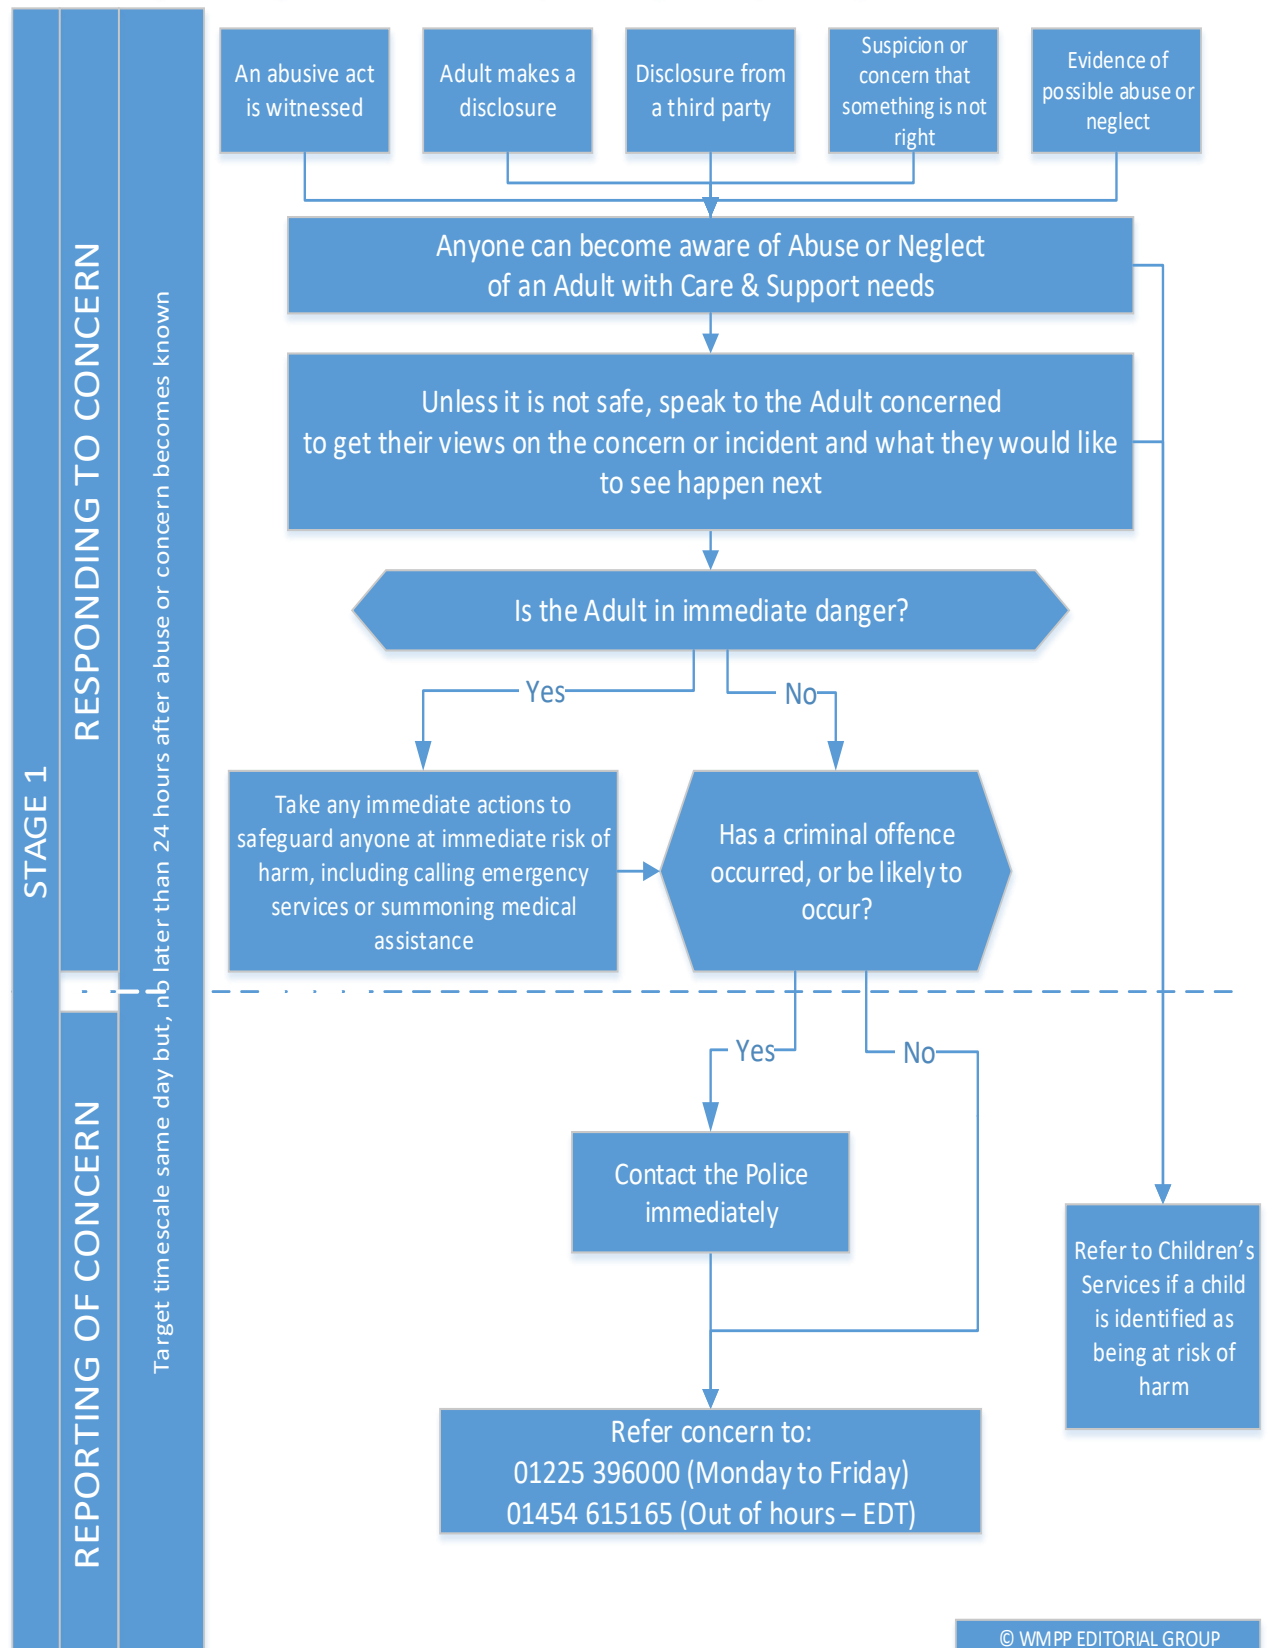 STAGE 1
RESPONDING TO CONCERN
REPORTING OF CONCERN
Target timescale same day but, no later than 24 hours after abuse or concern becomes known
An abusive act
is witnessed
Adult makes a
disclosure
Disclosure from
a third party
Suspicion or
concern that
something is not
right
Evidence of
possible abuse or
neglect
Anyone can become aware of Abuse or Neglect
of an Adult with Care & Support needs
Unless it is not safe, speak to the Adult concerned
to get their views on the concern or incident and what they would like
to see happen next
Is the Adult in immediate danger?
Yes
No
Take any immediate actions to
safeguard anyone at immediate risk of
harm, including calling emergency
services or summoning medical
assistance
Has a criminal offence
occurred, or be likely to
occur?
Yes
No
Contact the Police
immediately
Refer to Children’s
Services if a child
is identified as
being at risk of
harm
Refer concern to:
01225 396000 (Monday to Friday)
01454 615165 (Out of hours – EDT)
© WMPP EDITORIAL GROUP